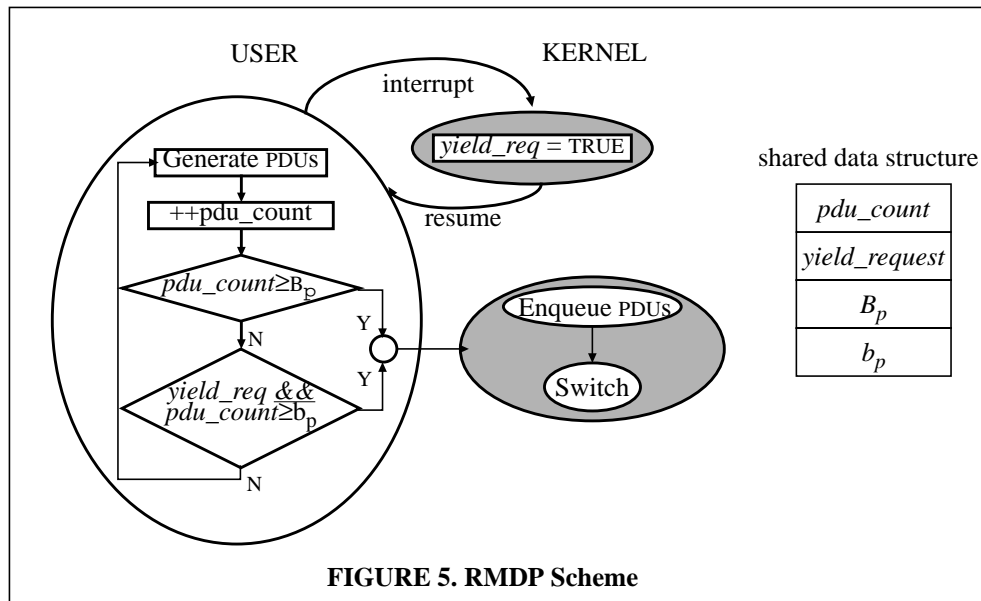 USER
KERNEL
interrupt
yield_req = TRUE
resume
Generate PDUs
++pdu_count
pdu_count≥Bp
Y
N
yield_req &&
pdu_count≥bp
Y
N
Enqueue PDUs
Switch
shared data structure
pdu_count
yield_request
Bp
bp
FIGURE 5. RMDP Scheme